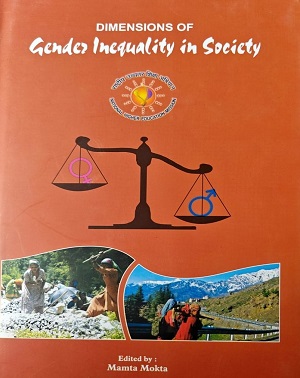 DIMENSIONS OF
Gender Inequality in Society
Edited by :
Mamta Mokta